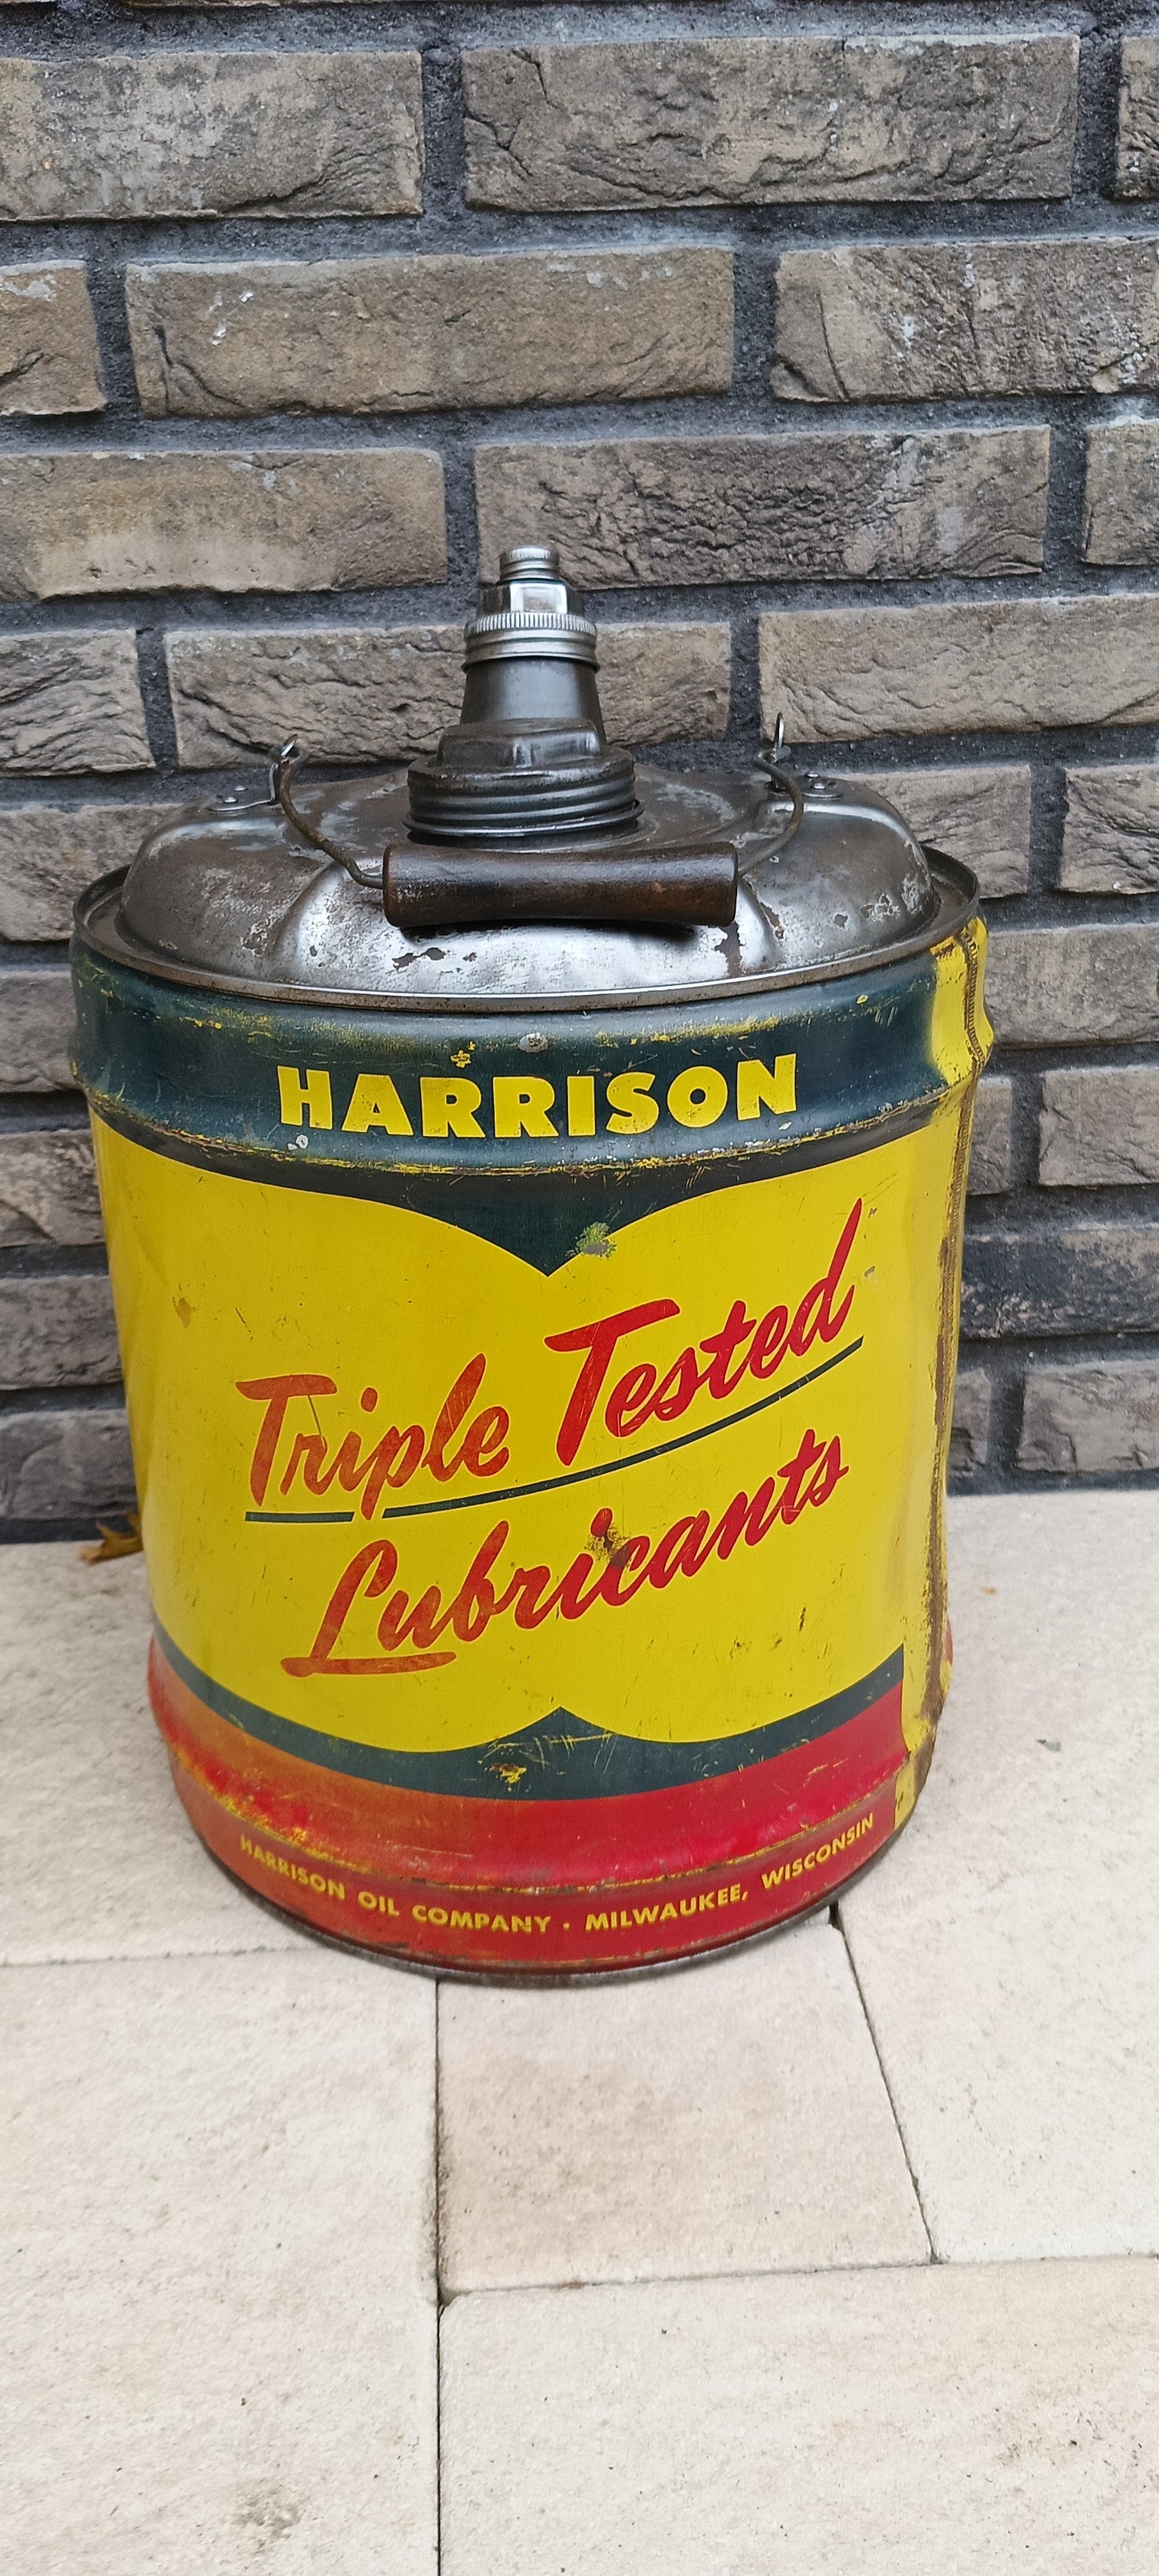 HARRISON
Triple Tested
Lubricants
HARRISON OIL COMPANY · MILWAUKEE, WISCONSIN